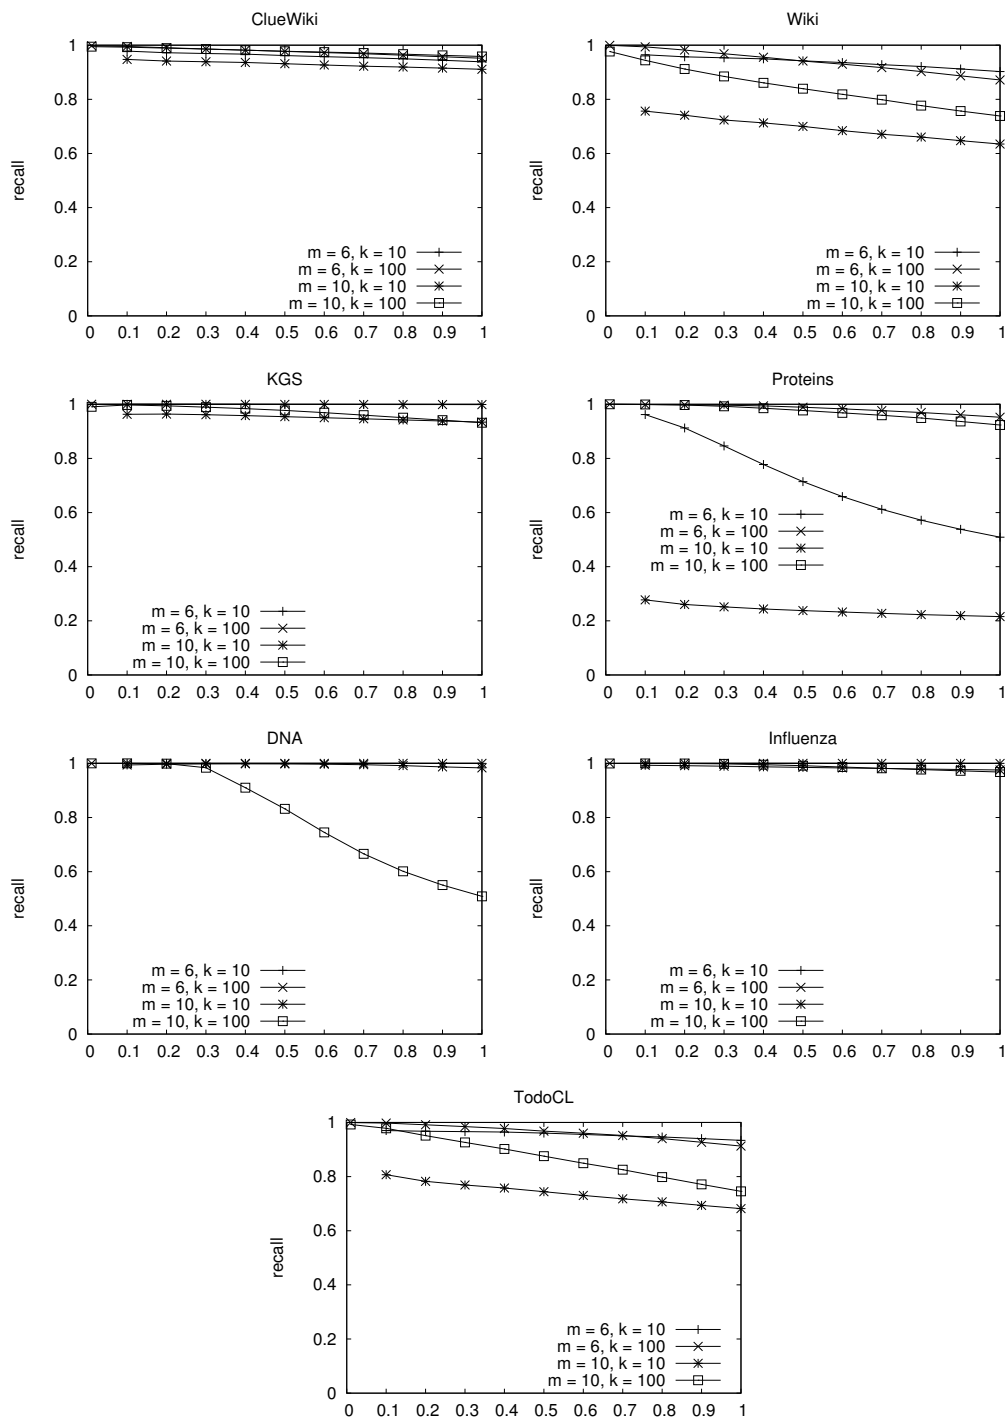 ClueWiki
1
0.8
0.6
0.4
0.2
0
recall
m = 6, k = 10
m = 6, k = 100
m = 10, k = 10
m = 10, k = 100
0 0.1 0.2 0.3 0.4 0.5 0.6 0.7 0.8 0.9 1
Wiki
1
0.8
0.6
0.4
0.2
0
recall
m = 6, k = 10
m = 6, k = 100
m = 10, k = 10
m = 10, k = 100
0 0.1 0.2 0.3 0.4 0.5 0.6 0.7 0.8 0.9 1
KGS
1
0.8
0.6
0.4
0.2
0
recall
m = 6, k = 10
m = 6, k = 100
m = 10, k = 10
m = 10, k = 100
0 0.1 0.2 0.3 0.4 0.5 0.6 0.7 0.8 0.9 1
Proteins
1
0.8
0.6
0.4
0.2
0
recall
m = 6, k = 10
m = 6, k = 100
m = 10, k = 10
m = 10, k = 100
0 0.1 0.2 0.3 0.4 0.5 0.6 0.7 0.8 0.9 1
DNA
1
0.8
0.6
0.4
0.2
0
recall
m = 6, k = 10
m = 6, k = 100
m = 10, k = 10
m = 10, k = 100
0 0.1 0.2 0.3 0.4 0.5 0.6 0.7 0.8 0.9 1
Influenza
1
0.8
0.6
0.4
0.2
0
recall
m = 6, k = 10
m = 6, k = 100
m = 10, k = 10
m = 10, k = 100
0 0.1 0.2 0.3 0.4 0.5 0.6 0.7 0.8 0.9 1
TodoCL
1
0.8
0.6
0.4
0.2
0
recall
m = 6, k = 10
m = 6, k = 100
m = 10, k = 10
m = 10, k = 100
0 0.1 0.2 0.3 0.4 0.5 0.6 0.7 0.8 0.9 1